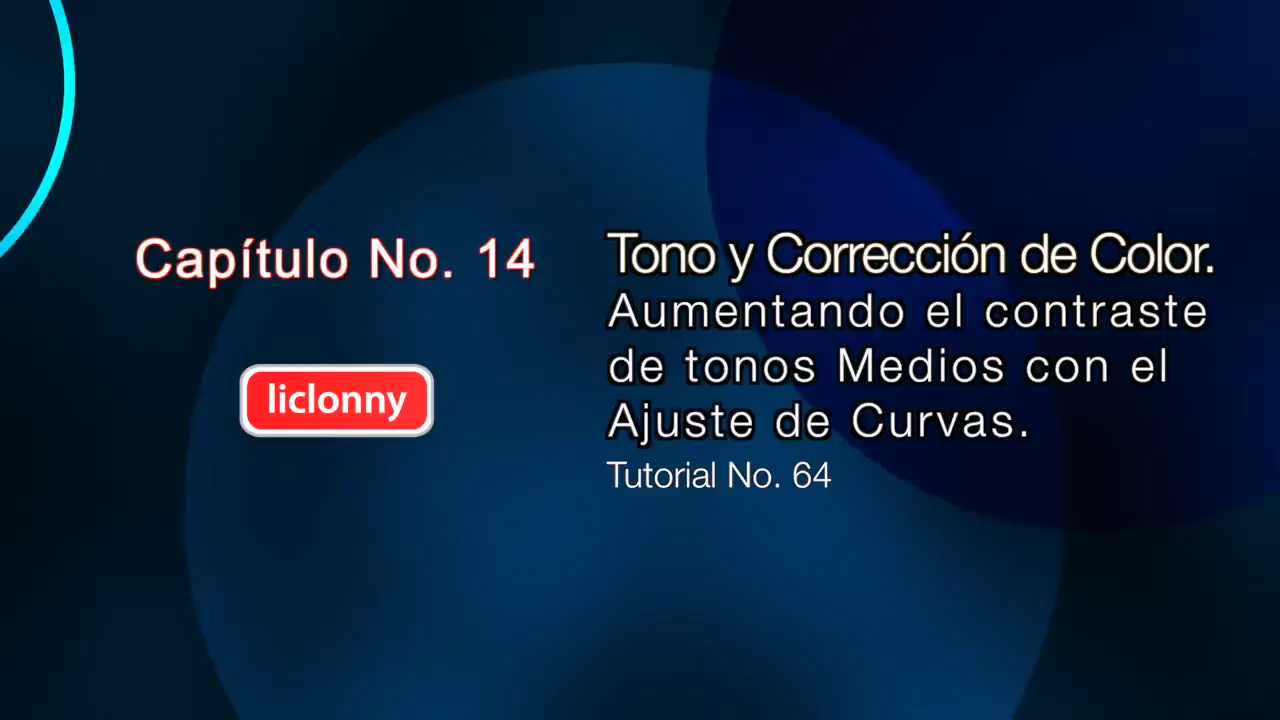 Capítulo No. 14
liclonny
Tono y Corrección de Color.
Aumentando el contraste
de tonos Medios con el
Ajuste de Curvas.
Tutorial No. 64